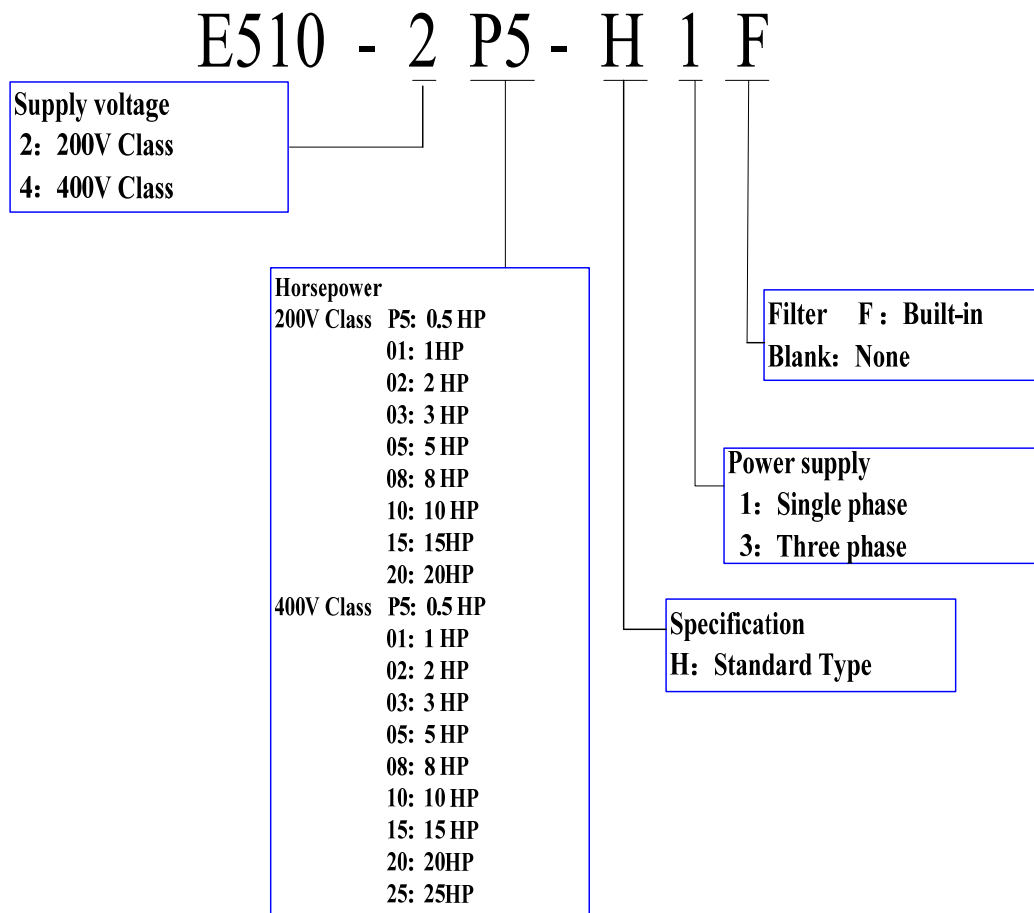 E510 - 2 P5 - H 1 F
Supply voltage
2: 200V Class
4: 400V Class
Horsepower
200V Class P5: 0.5 HP
01: 1HP
02: 2 HP
03: 3 HP
05: 5 HP
08: 8 HP
10: 10 HP
15: 15HP
20: 20HP
400V Class P5: 0.5 HP
01: 1 HP
02: 2 HP
03: 3 HP
05: 5 HP
08: 8 HP
10: 10 HP
15: 15 HP
20: 20HP
25: 25HP
Filter F: Built-in
Blank: None
Power supply
1: Single phase
3: Three phase
Specification
H: Standard Type